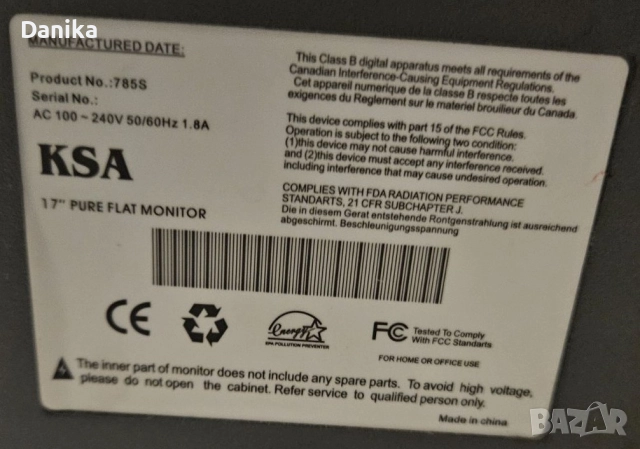 Danika
MANUFACTURED DATE:
Product No.:785S
Serial No.:
AC 100~240V 50/60Hz 1.8A
KSA
17" PURE FLAT MONITOR
This Class B digital apparatus meets all requirements of the
Canadian Interference-Causing Equipment Regulations.
Cet appareil numerique de la classe B respecte toutes les
exigences du Reglement sur le materiel brouilleur du Canada.
This device complies with part 15 of the FCC Rules.
Operation is subject to the following two condition:
(1)this device may not cause harmful interference.
and (2)this device must accept any interference received.
including interference that may cause undesired operation.
COMPLIES WITH FDA RADIATION PERFORMANCE
STANDARTS, 21 CFR SUBCHAPTER J.
Die in diesem Gerat entstehende Rontgenstrahlung ist ausreichend
abgeschirmt. Beschleunigungsspannung
CE
Energy
EPA POLLUTION PREVENTER
FC Tested To Comply
With FCC Standarts
FOR HOME OR OFFICE USE
The inner part of monitor does not include any spare parts. To avoid high voltage,
please do not open the cabinet. Refer service to qualified person only.
Made in china
BAZAR